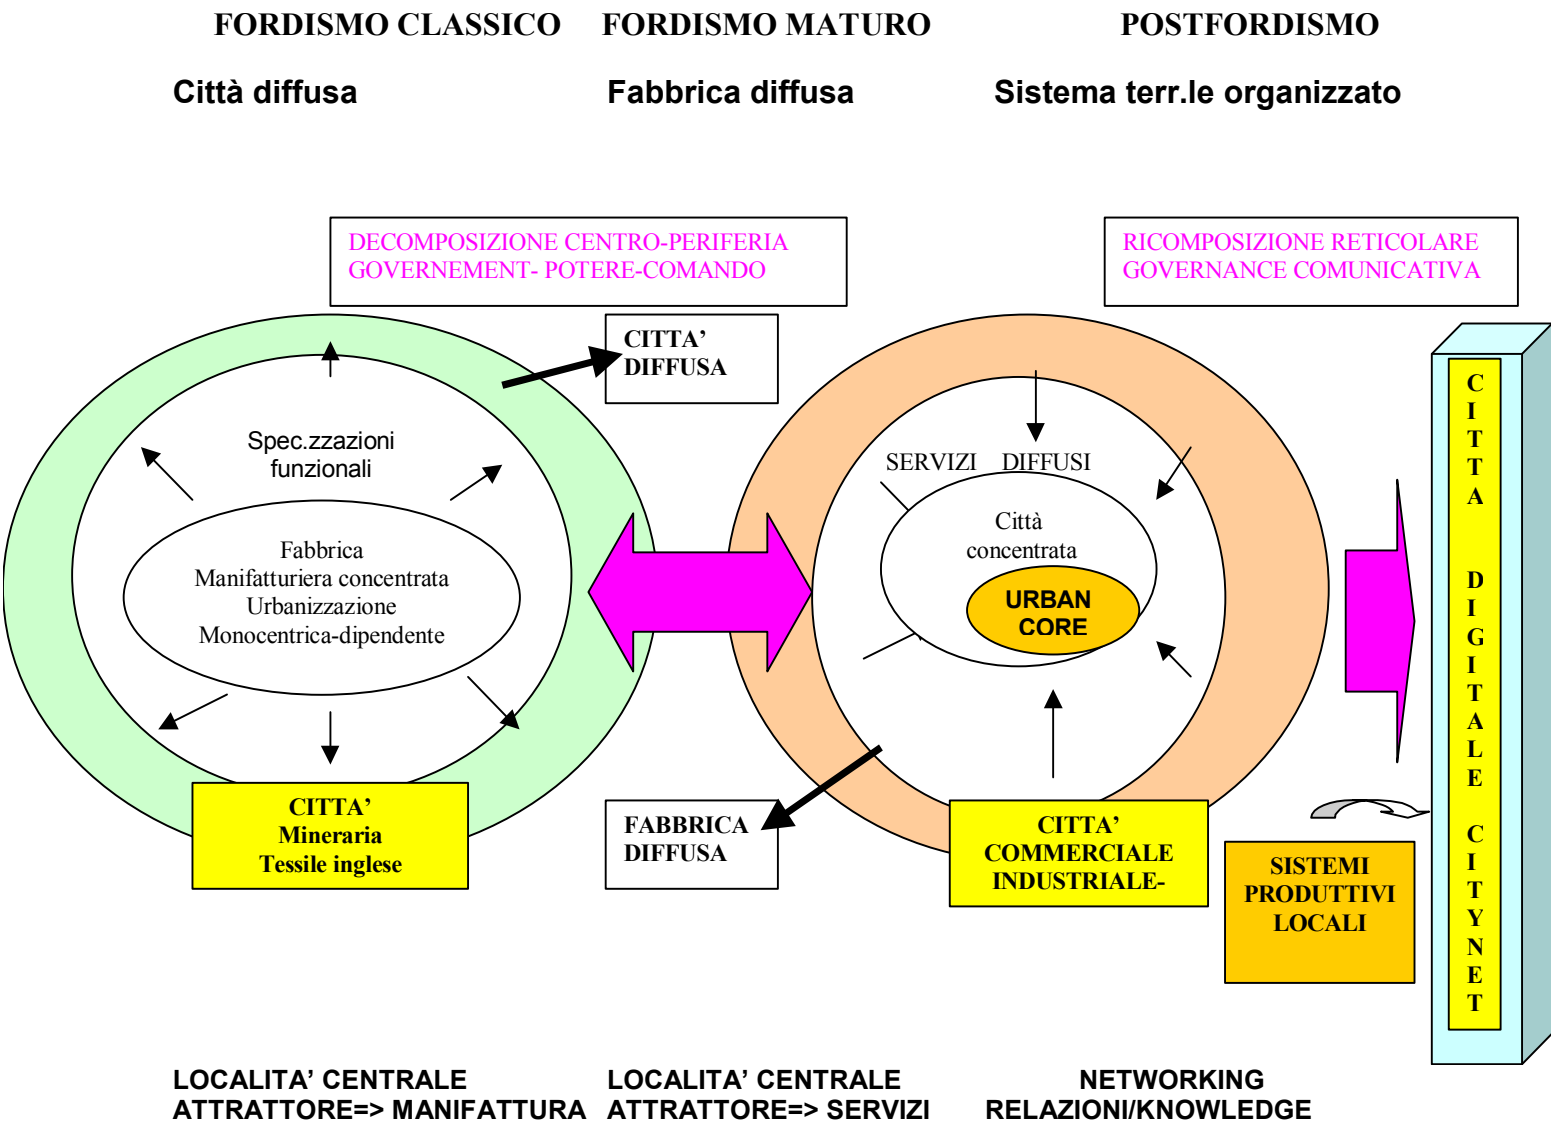 FORDISMO CLASSICO FORDISMO MATURO POSTFORDISMO
Città diffusa Fabbrica diffusa Sistema terr.le organizzato
DECOMPOSIZIONE CENTRO-PERIFERIA
GOVERNEMENT- POTERE-COMANDO
RICOMPOSIZIONE RETICOLARE
GOVERNANCE COMUNICATIVA
CITTA’
DIFFUSA
Spec.zzazioni
funzionali
Fabbrica
Manifatturiera concentrata
Urbanizzazione
Monocentrica-dipendente
CITTA’
Mineraria
Tessile inglese
SERVIZI DIFFUSI
Città
concentrata
URBAN
CORE
FABBRICA
DIFFUSA
CITTA’
COMMERCIALE
INDUSTRIALE-
SISTEMI
PRODUTTIVI
LOCALI
CITTA DIGITALE CITYNET
LOCALITA’ CENTRALE LOCALITA’ CENTRALE NETWORKING
ATTRATTORE=> MANIFATTURA ATTRATTORE=> SERVIZI RELAZIONI/KNOWLEDGE